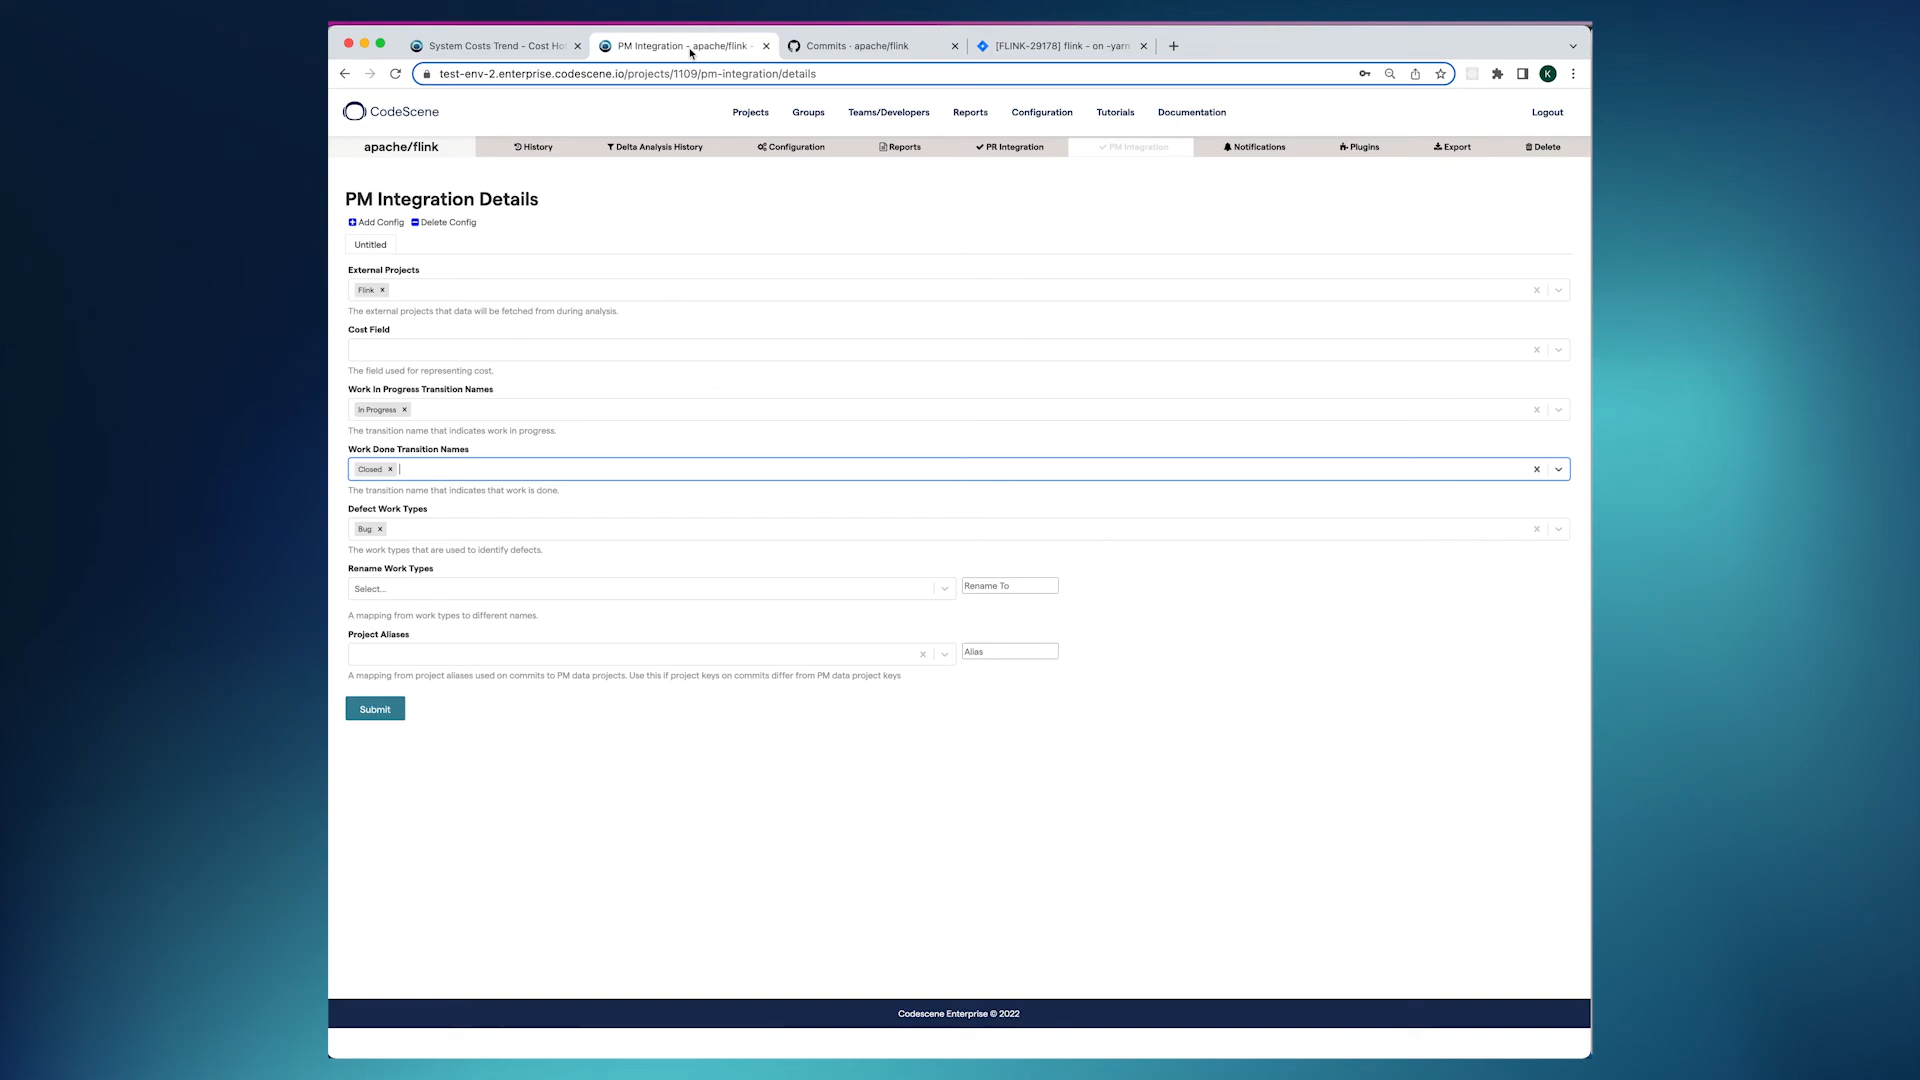 System Costs Trend - Cost Ho
PM Integration - apache/flink -
Commits · apache/flink
[FLINK-29178] flink - on -yarn
test-env-2.enterprise.codescene.io/projects/1109/pm-integration/details
K
CodeScene
Projects
Groups
Teams/Developers
Reports
Configuration
Tutorials
Documentation
Logout
apache/flink
History
Delta Analysis History
Configuration
Reports
PR Integration
PM Integration
Notifications
Plugins
Export
Delete
PM Integration Details
Add Config
Delete Config
Untitled
External Projects
Flink
The external projects that data will be fetched from during analysis.
Cost Field
The field used for representing cost.
Work In Progress Transition Names
In Progress
The transition name that indicates work in progress.
Work Done Transition Names
Closed
The transition name that indicates that work is done.
Defect Work Types
Bug
The work types that are used to identify defects.
Rename Work Types
Select...
Rename To
A mapping from work types to different names.
Project Aliases
Alias
A mapping from project aliases used on commits to PM data projects. Use this if project keys on commits differ from PM data project keys
Submit
Codescene Enterprise © 2022